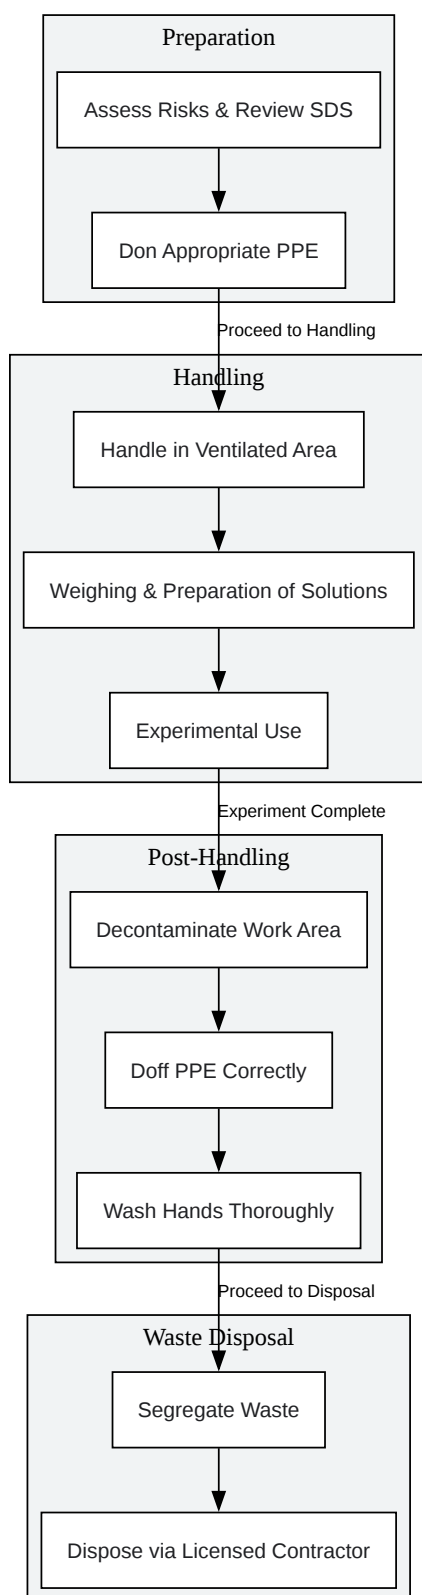 Preparation
Assess Risks & Review SDS
Don Appropriate PPE
Proceed to Handling
Handling
Handle in Ventilated Area
Weighing & Preparation of Solutions
Experimental Use
Experiment Complete
Post-Handling
Decontaminate Work Area
Doff PPE Correctly
Wash Hands Thoroughly
Proceed to Disposal
Waste Disposal
Segregate Waste
Dispose via Licensed Contractor